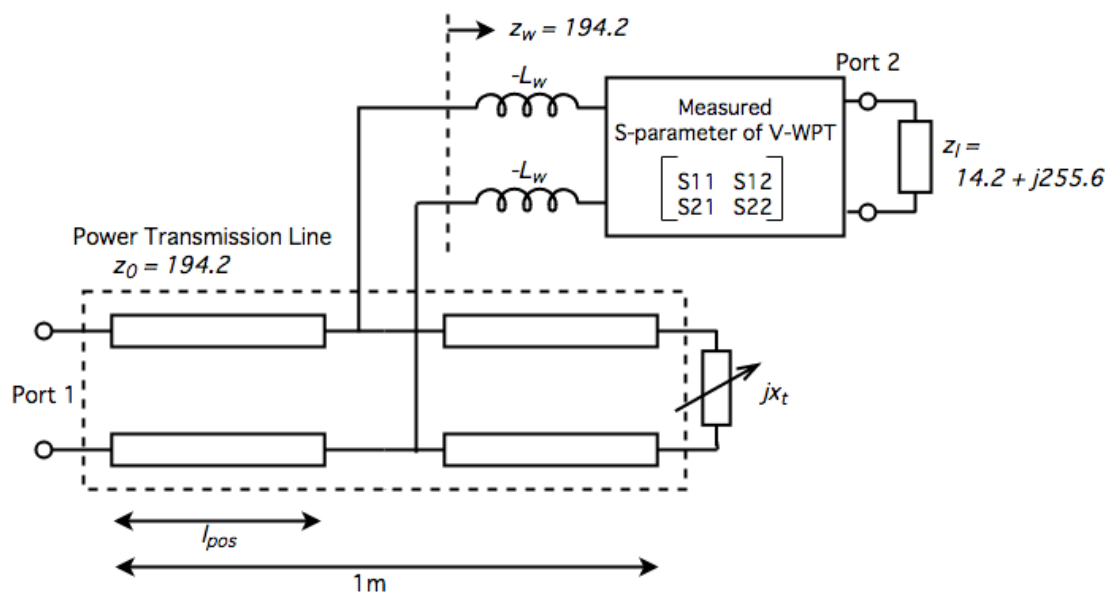 z_w = 194.2
-L_w
Port 2
Measured
S-parameter of V-WPT
S11 S12
S21 S22
z_l =
14.2 + j255.6
-L_w
Power Transmission Line
z_0 = 194.2
Port 1
jx_t
l_pos
1m